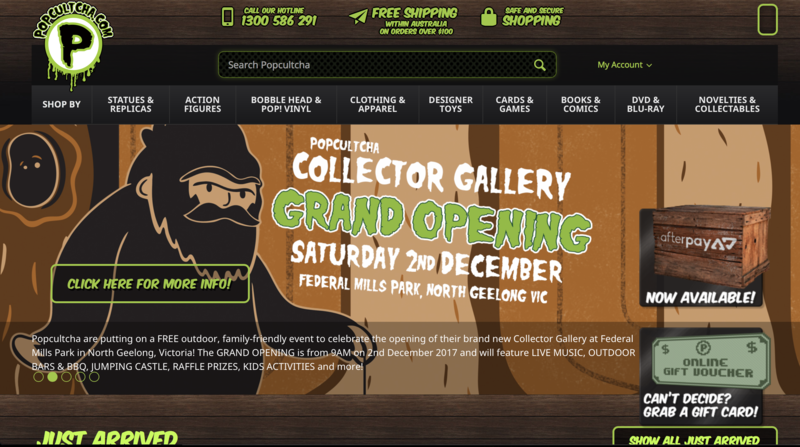 POPCULTCHA.COM
P
CALL OUR HOTLINE
1300 586 291
FREE SHIPPING
WITHIN AUSTRALIA
ON ORDERS OVER $100
SAFE AND SECURE
SHOPPING
Search Popcultcha
My Account
SHOP BY
STATUES &
REPLICAS
ACTION
FIGURES
BOBBLE HEAD &
POP! VINYL
CLOTHING &
APPAREL
DESIGNER
TOYS
CARDS &
GAMES
BOOKS &
COMICS
DVD &
BLU-RAY
NOVELTIES &
COLLECTABLES
POPCULTCHA
COLLECTOR GALLERY
GRAND OPENING
SATURDAY 2ND DECEMBER
FEDERAL MILLS PARK, NORTH GEELONG VIC
CLICK HERE FOR MORE INFO!
Popcultcha are putting on a FREE outdoor, family-friendly event to celebrate the opening of their brand new Collector Gallery at Federal
Mills Park in North Geelong, Victoria! The GRAND OPENING is from 9AM on 2nd December 2017 and will feature LIVE MUSIC, OUTDOOR
BARS & BBQ, JUMPING CASTLE, RAFFLE PRIZES, KIDS ACTIVITIES and more!
afterpay
NOW AVAILABLE!
$ P $
ONLINE
GIFT VOUCHER
CAN'T DECIDE?
GRAB A GIFT CARD!
JUST ARRIVED
SHOW ALL JUST ARRIVED